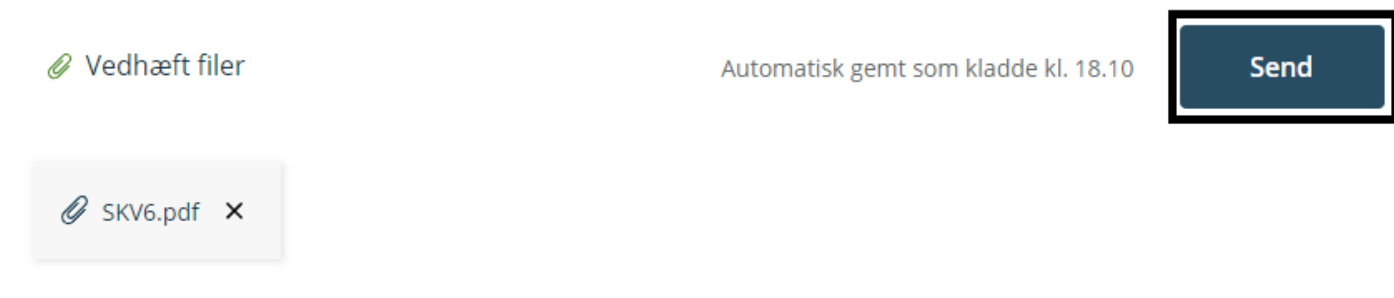 Vedhæft filer
Automatisk gemt som kladde kl. 18.10
Send
SKV6.pdf